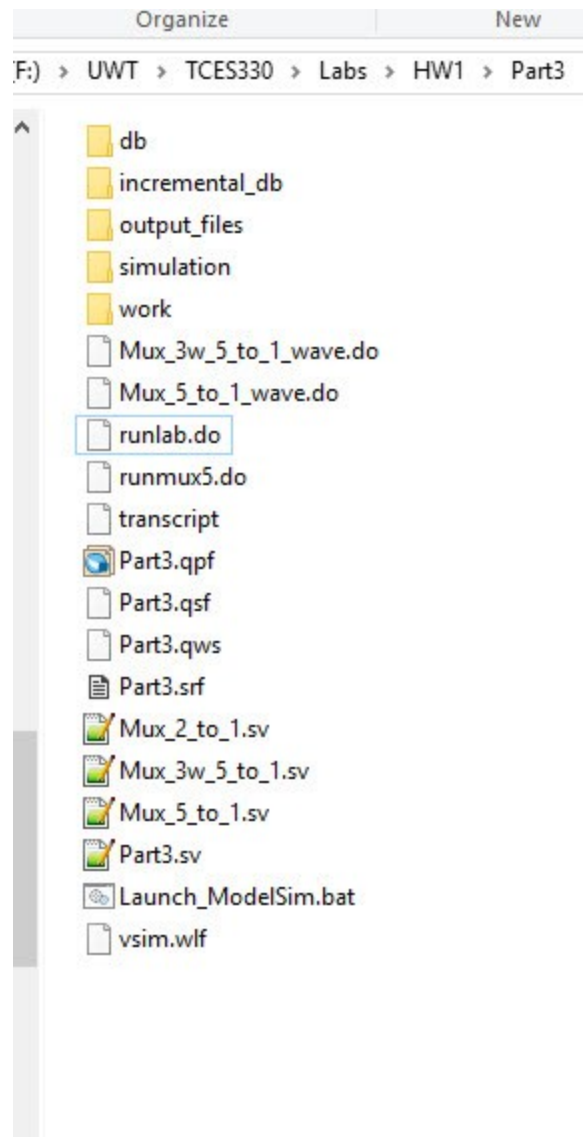 Organize New
F:) > UWT > TCES330 > Labs > HW1 > Part3
db
incremental_db
output_files
simulation
work
Mux_3w_5_to_1_wave.do
Mux_5_to_1_wave.do
runlab.do
runmux5.do
transcript
Part3.qpf
Part3.qsf
Part3.qws
Part3.srf
Mux_2_to_1.sv
Mux_3w_5_to_1.sv
Mux_5_to_1.sv
Part3.sv
Launch_ModelSim.bat
vsim.wlf